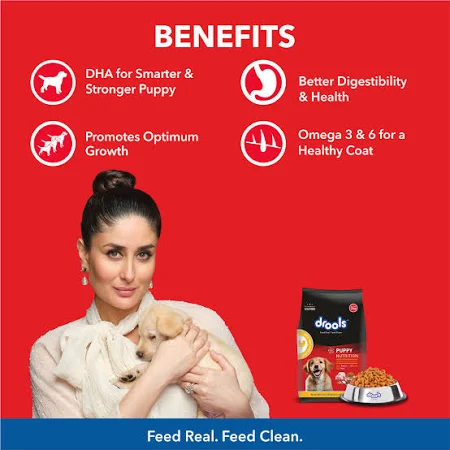 BENEFITS
DHA for Smarter &
Stronger Puppy
Better Digestibility
& Health
Promotes Optimum
Growth
Omega 3 & 6 for a
Healthy Coat
drools
PUPPY
NUTRITION
drools
Feed Real. Feed Clean.